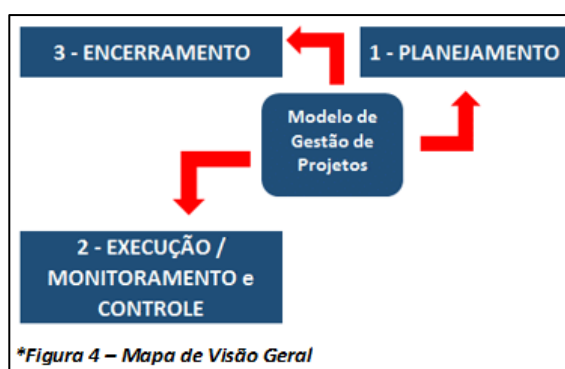 3 - ENCERRAMENTO
1 - PLANEJAMENTO
Modelo de
Gestão de
Projetos
2 - EXECUÇÃO /
MONITORAMENTO e
CONTROLE
*Figura 4 – Mapa de Visão Geral